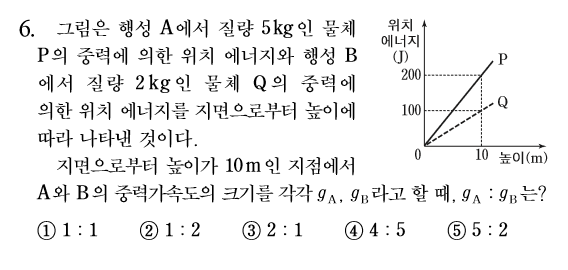 6. 그림은 행성 A에서 질량 5kg인 물체
P의 중력에 의한 위치 에너지와 행성 B
에서 질량 2kg인 물체 Q의 중력에
의한 위치 에너지를 지면으로부터 높이에
따라 나타낸 것이다.
위치
에너지
(J)
P
200
Q
100
0
10 높이(m)
지면으로부터 높이가 10m인 지점에서
A와 B의 중력가속도의 크기를 각각 gA, gB라고 할 때, gA : gB는?
① 1 : 1 ② 1 : 2 ③ 2 : 1 ④ 4 : 5 ⑤ 5 : 2